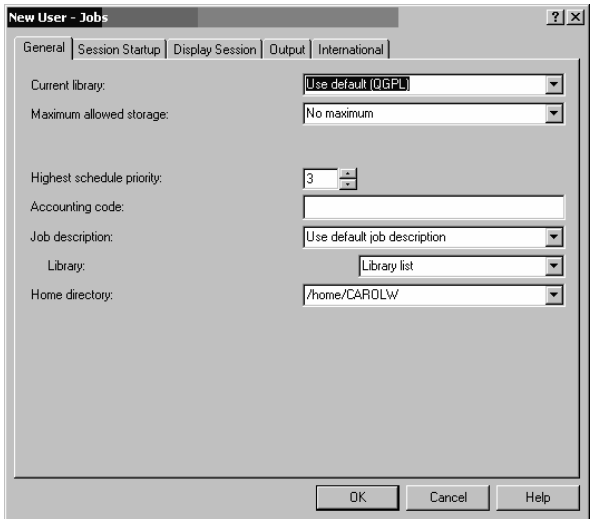 New User - Jobs
General Session Startup Display Session Output International
Current library: Use default (QGPL)
Maximum allowed storage: No maximum
Highest schedule priority: 3
Accounting code:
Job description: Use default job description
Library: Library list
Home directory: /home/CAROLW
OK Cancel Help